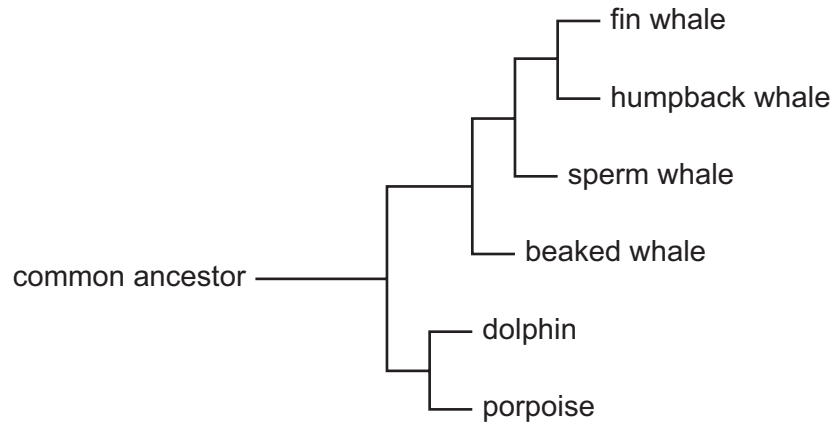 fin whale
humpback whale
sperm whale
beaked whale
common ancestor
dolphin
porpoise